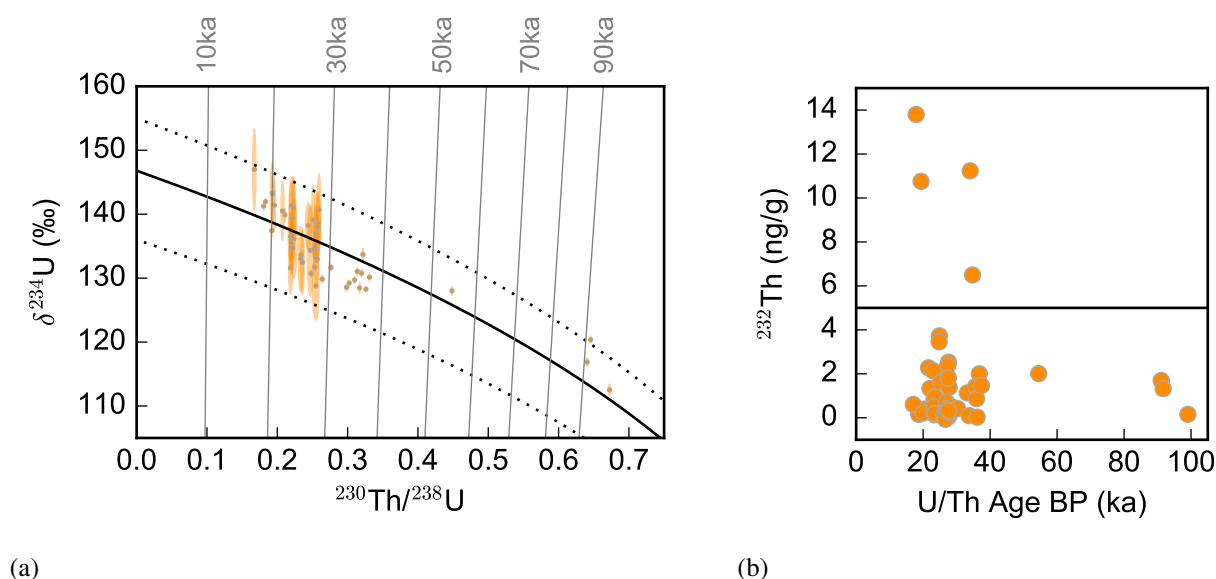 10ka 30ka 50ka 70ka 90ka
160
150
140
130
120
110
δ²³⁴U (‰)
0.0 0.1 0.2 0.3 0.4 0.5 0.6 0.7
²³⁰Th/²³⁸U
(a)
14
12
10
8
6
4
2
0
²³²Th (ng/g)
0 20 40 60 80 100
U/Th Age BP (ka)
(b)